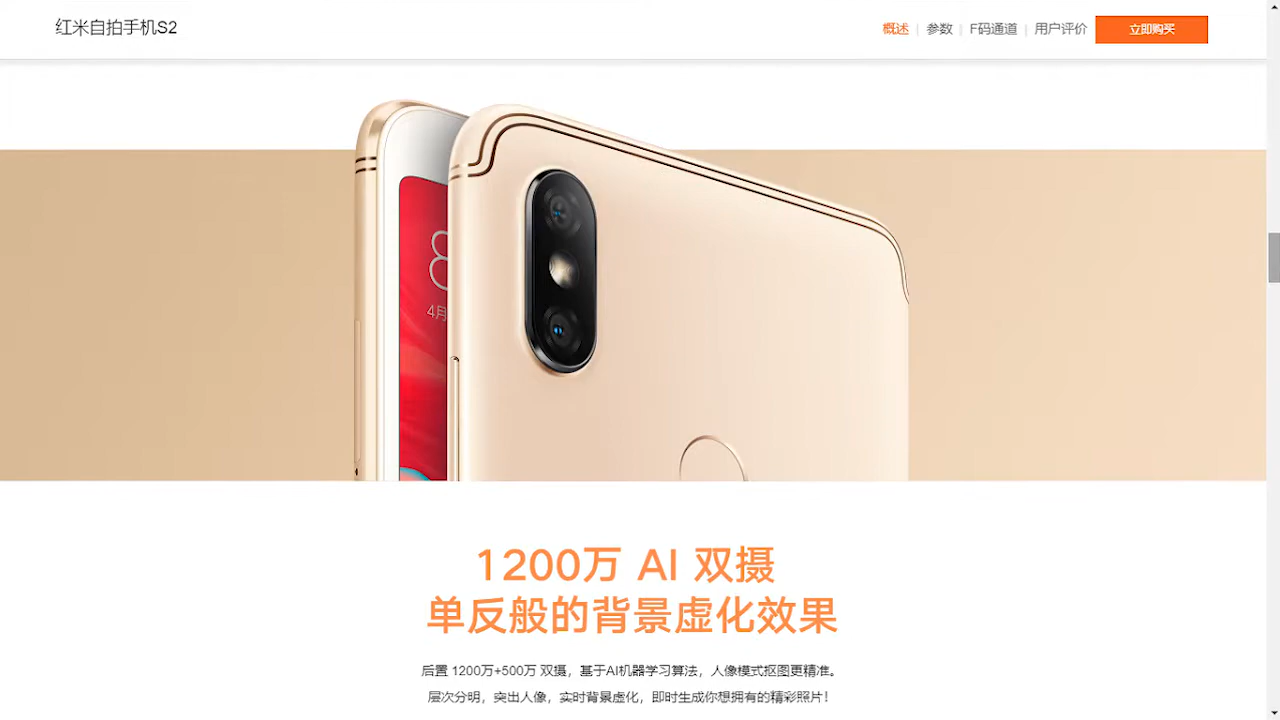 红米自拍手机S2
概述 | 参数 | F码通道 | 用户评价 立即购买
8
4月
1200万 AI 双摄
单反般的背景虚化效果
后置 1200万+500万 双摄，基于AI机器学习算法，人像模式抠图更精准。
层次分明，突出人像，实时背景虚化，即时生成你想拥有的精彩照片！